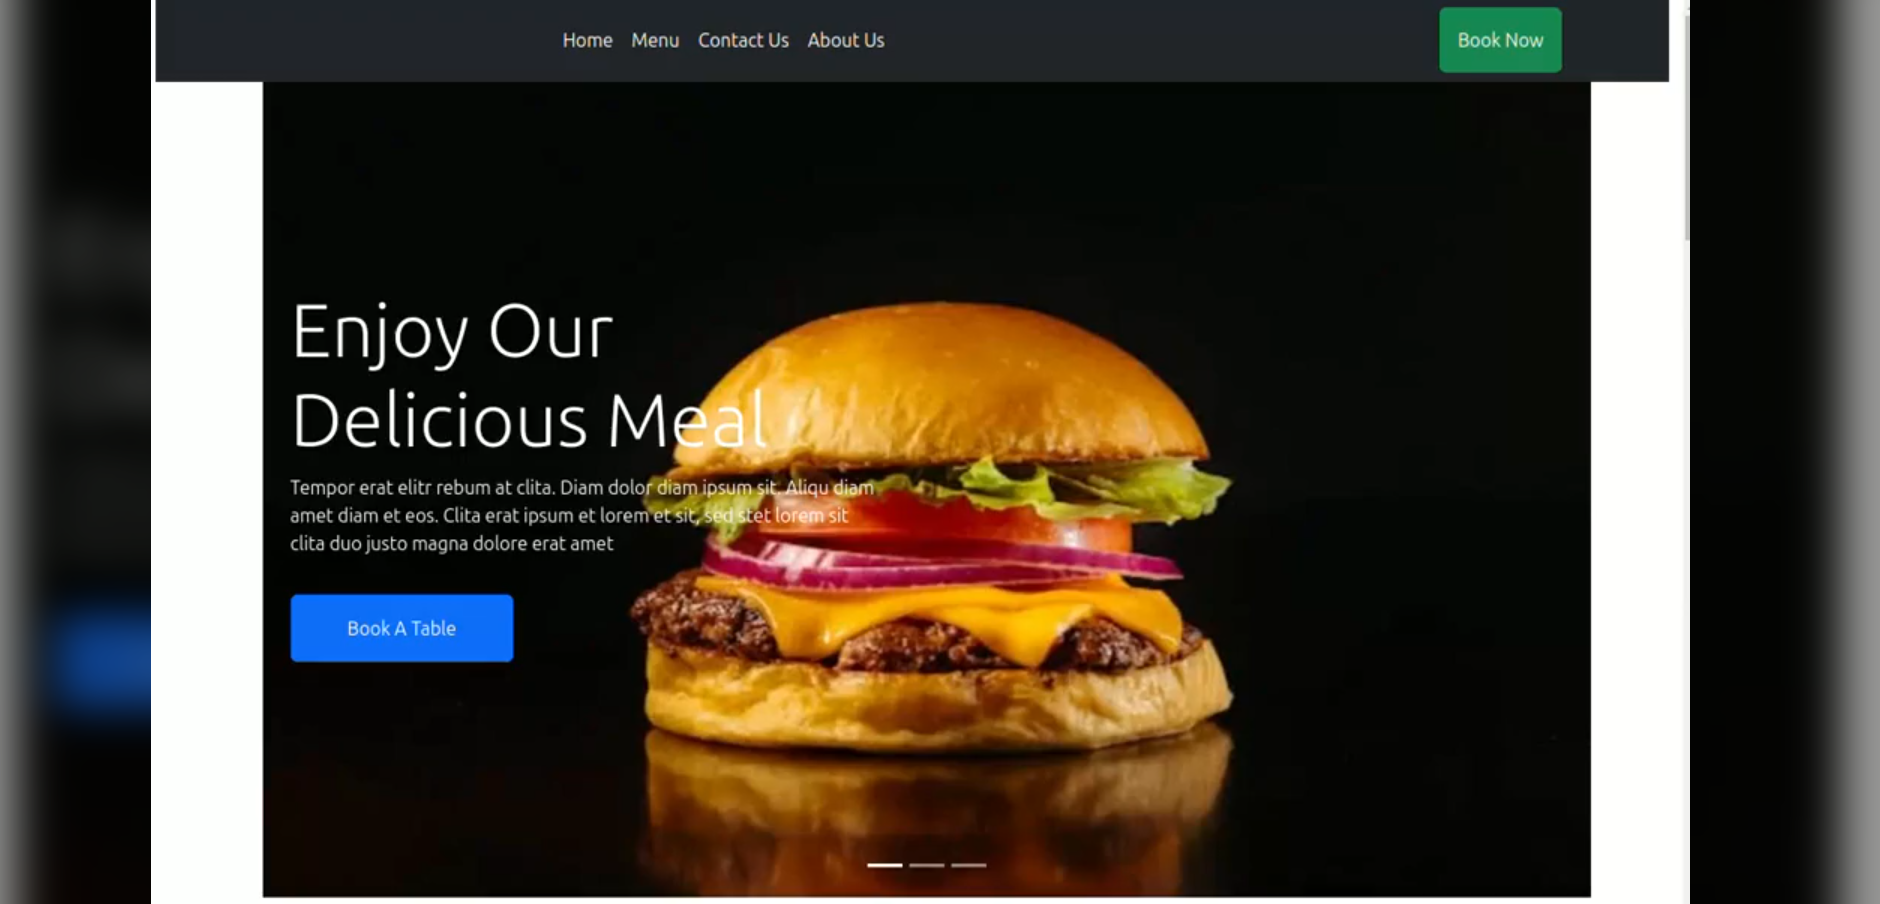 Home Menu Contact Us About Us Book Now
Enjoy Our
Delicious Meal
Tempor erat elitr rebum at clita. Diam dolor diam ipsum sit. Aliqu diam
amet diam et eos. Clita erat ipsum et lorem et sit, sed stet lorem sit
clita duo justo magna dolore erat amet
Book A Table